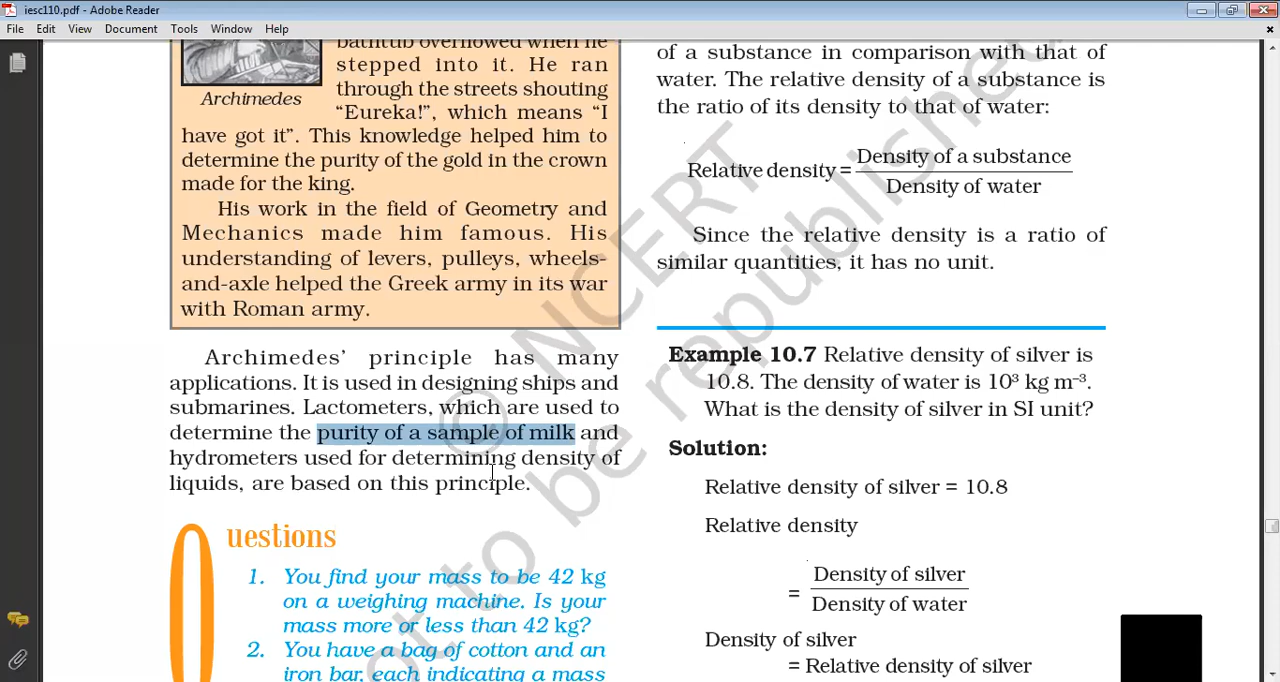 iesc110.pdf - Adobe Reader
File Edit View Document Tools Window Help
bathtub overflowed when he
stepped into it. He ran
through the streets shouting
“Eureka!”, which means “I
Archimedes
have got it”. This knowledge helped him to
determine the purity of the gold in the crown
made for the king.
His work in the field of Geometry and
Mechanics made him famous. His
understanding of levers, pulleys, wheels-
and-axle helped the Greek army in its war
with Roman army.
Archimedes’ principle has many
applications. It is used in designing ships and
submarines. Lactometers, which are used to
determine the purity of a sample of milk and
hydrometers used for determining density of
liquids, are based on this principle.
Questions
1. You find your mass to be 42 kg
on a weighing machine. Is your
mass more or less than 42 kg?
2. You have a bag of cotton and an
iron bar, each indicating a mass
of a substance in comparison with that of
water. The relative density of a substance is
the ratio of its density to that of water:
Relative density = Density of a substance
Density of water
Since the relative density is a ratio of
similar quantities, it has no unit.
Example 10.7 Relative density of silver is
10.8. The density of water is 10³ kg m⁻³.
What is the density of silver in SI unit?
Solution:
Relative density of silver = 10.8
Relative density
= Density of silver
Density of water
Density of silver
= Relative density of silver
© NCERT
not to be republished